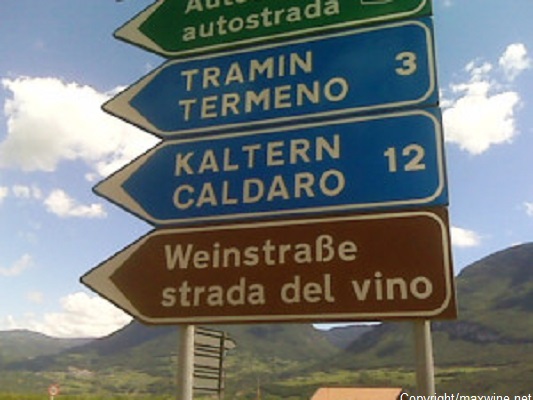 autostrada
TRAMIN 3
TERMENO
KALTERN 12
CALDARO
Weinstraße
strada del vino
Copyright/maxwine.net